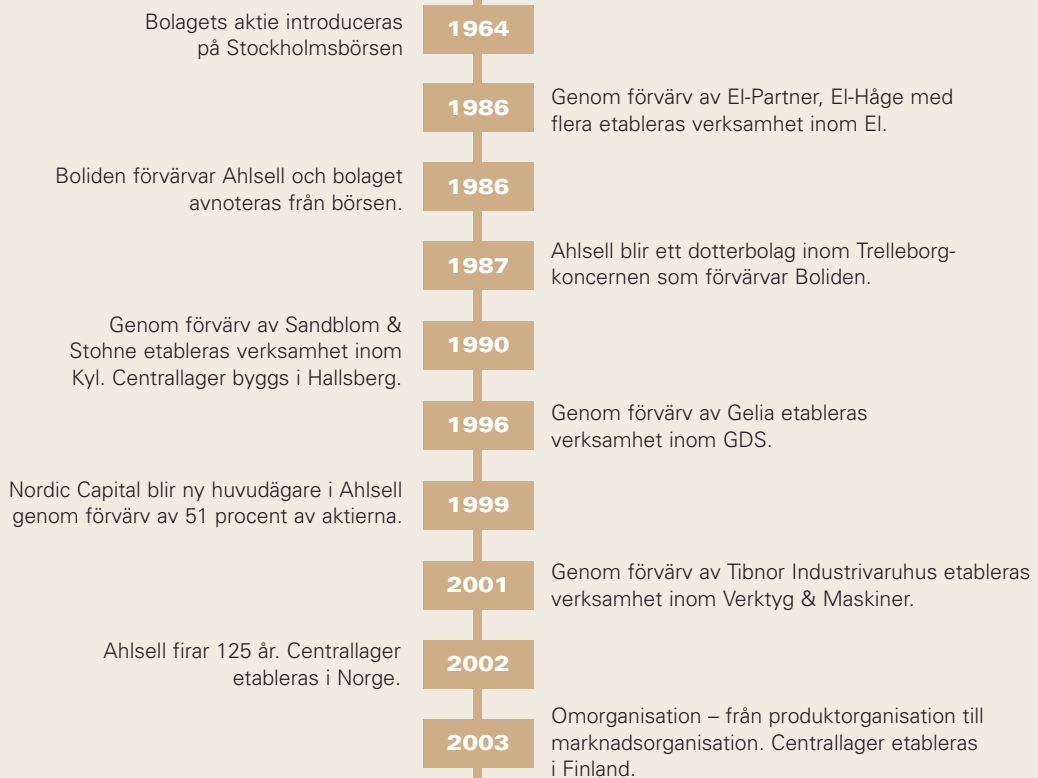 Bolagets aktie introduceras
på Stockholmsbörsen
1964
1986
Genom förvärv av El-Partner, El-Håge med
flera etableras verksamhet inom El.
Boliden förvärvar Ahlsell och bolaget
avnoteras från börsen.
1986
1987
Ahlsell blir ett dotterbolag inom Trelleborg-
koncernen som förvärvar Boliden.
Genom förvärv av Sandblom &
Stohne etableras verksamhet inom
Kyl. Centrallager byggs i Hallsberg.
1990
1996
Genom förvärv av Gelia etableras
verksamhet inom GDS.
Nordic Capital blir ny huvudägare i Ahlsell
genom förvärv av 51 procent av aktierna.
1999
2001
Genom förvärv av Tibnor Industrivaruhus etableras
verksamhet inom Verktyg & Maskiner.
Ahlsell firar 125 år. Centrallager
etableras i Norge.
2002
2003
Omorganisation – från produktorganisation till
marknadsorganisation. Centrallager etableras
i Finland.